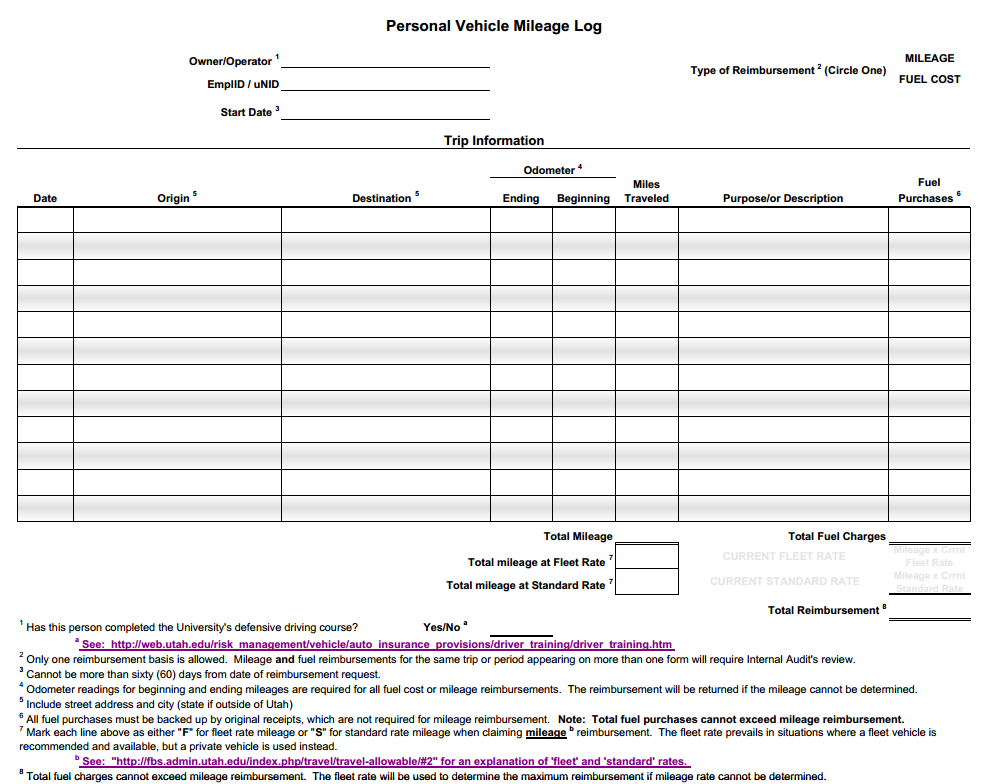 Personal Vehicle Mileage Log
Owner/Operator 1
Type of Reimbursement 2 (Circle One)
MILEAGE
FUEL COST
EmplID / uNID
Start Date 3
Trip Information
Odometer 4
Date
Origin 5
Destination 5
Ending
Beginning
Miles
Traveled
Purpose/or Description
Fuel
Purchases 6
Total Mileage
Total Fuel Charges
Total mileage at Fleet Rate 7
CURRENT FLEET RATE
Mileage x Crrnt
Fleet Rate
Total mileage at Standard Rate 7
CURRENT STANDARD RATE
Mileage x Crrnt
Standard Rate
Total Reimbursement 8
1 Has this person completed the University's defensive driving course? Yes/No a
a See: http://web.utah.edu/risk_management/vehicle/auto_insurance_provisions/driver_training/driver_training.htm
2 Only one reimbursement basis is allowed. Mileage and fuel reimbursements for the same trip or period appearing on more than one form will require Internal Audit's review.
3 Cannot be more than sixty (60) days from date of reimbursement request.
4 Odometer readings for beginning and ending mileages are required for all fuel cost or mileage reimbursements. The reimbursement will be returned if the mileage cannot be determined.
5 Include street address and city (state if outside of Utah)
6 All fuel purchases must be backed up by original receipts, which are not required for mileage reimbursement. Note: Total fuel purchases cannot exceed mileage reimbursement.
7 Mark each line above as either "F" for fleet rate mileage or "S" for standard rate mileage when claiming mileage b reimbursement. The fleet rate prevails in situations where a fleet vehicle is
recommended and available, but a private vehicle is used instead.
b See: "http://fbs.admin.utah.edu/index.php/travel/travel-allowable/#2" for an explanation of 'fleet' and 'standard' rates.
8 Total fuel charges cannot exceed mileage reimbursement. The fleet rate will be used to determine the maximum reimbursement if mileage rate cannot be determined.